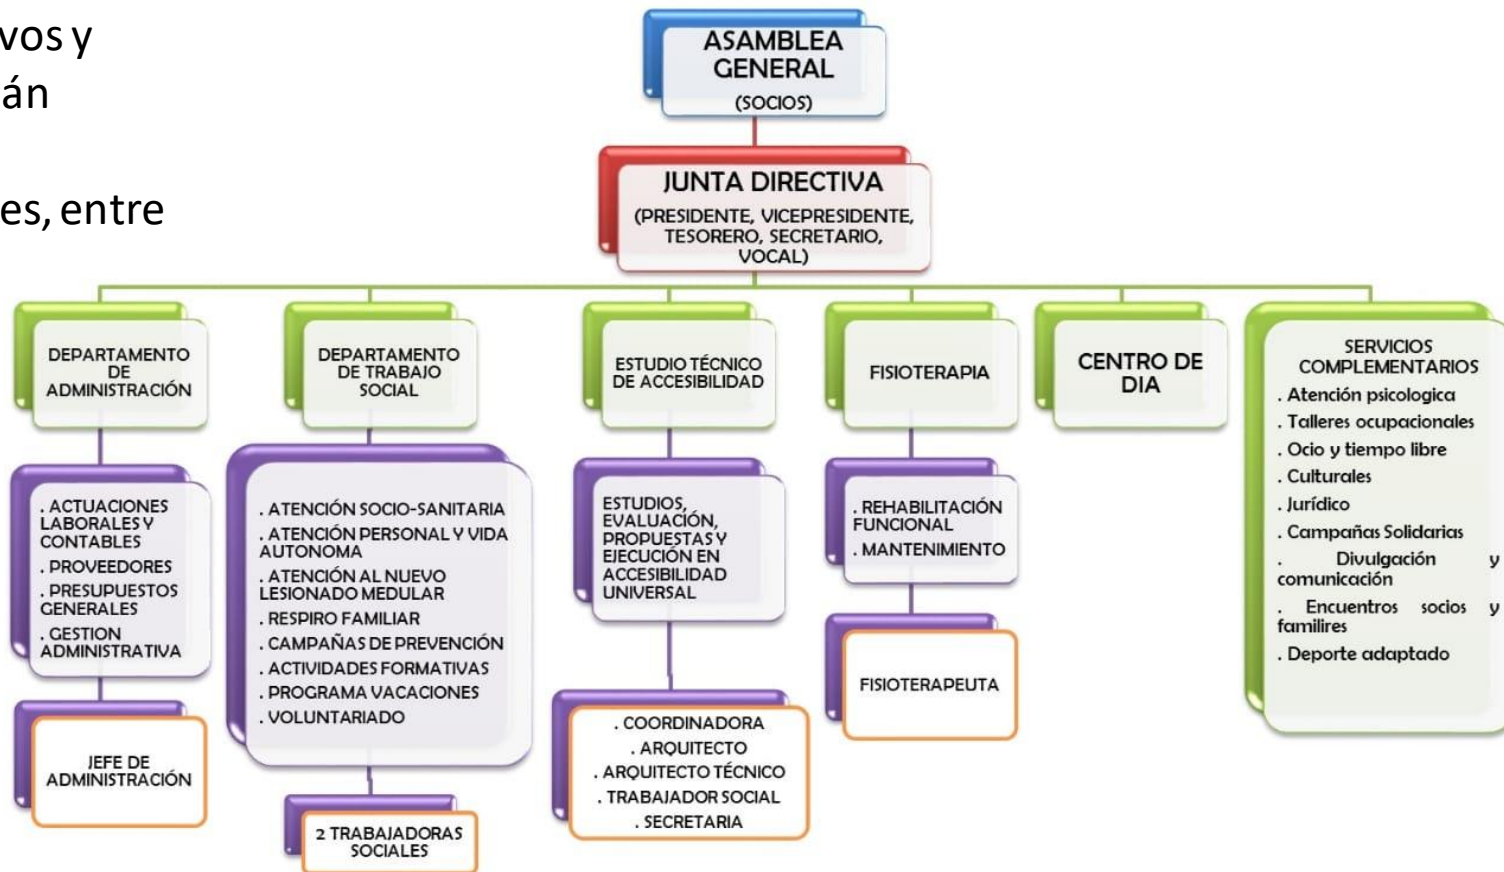 vos y
án
es, entre
ASAMBLEA
GENERAL
(SOCIOS)
JUNTA DIRECTIVA
(PRESIDENTE, VICEPRESIDENTE,
TESORERO, SECRETARIO,
VOCAL)
DEPARTAMENTO
DE
ADMINISTRACIÓN
. ACTUACIONES
LABORALES Y
CONTABLES
. PROVEEDORES
. PRESUPUESTOS
GENERALES
. GESTION
ADMINISTRATIVA
JEFE DE
ADMINISTRACIÓN
DEPARTAMENTO
DE TRABAJO
SOCIAL
. ATENCIÓN SOCIO-SANITARIA
. ATENCIÓN PERSONAL Y VIDA
AUTONOMA
. ATENCIÓN AL NUEVO
LESIONADO MEDULAR
. RESPIRO FAMILIAR
. CAMPAÑAS DE PREVENCIÓN
. ACTIVIDADES FORMATIVAS
. PROGRAMA VACACIONES
. VOLUNTARIADO
2 TRABAJADORAS
SOCIALES
ESTUDIO TÉCNICO
DE ACCESIBILIDAD
ESTUDIOS,
EVALUACIÓN,
PROPUESTAS Y
EJECUCIÓN EN
ACCESIBILIDAD
UNIVERSAL
. COORDINADORA
. ARQUITECTO
. ARQUITECTO TÉCNICO
. TRABAJADOR SOCIAL
. SECRETARIA
FISIOTERAPIA
. REHABILITACIÓN
FUNCIONAL
. MANTENIMIENTO
FISIOTERAPEUTA
CENTRO DE
DIA
SERVICIOS
COMPLEMENTARIOS
. Atención psicologica
. Talleres ocupacionales
. Ocio y tiempo libre
. Culturales
. Jurídico
. Campañas Solidarias
. Divulgación y
comunicación
. Encuentros socios y
familires
. Deporte adaptado